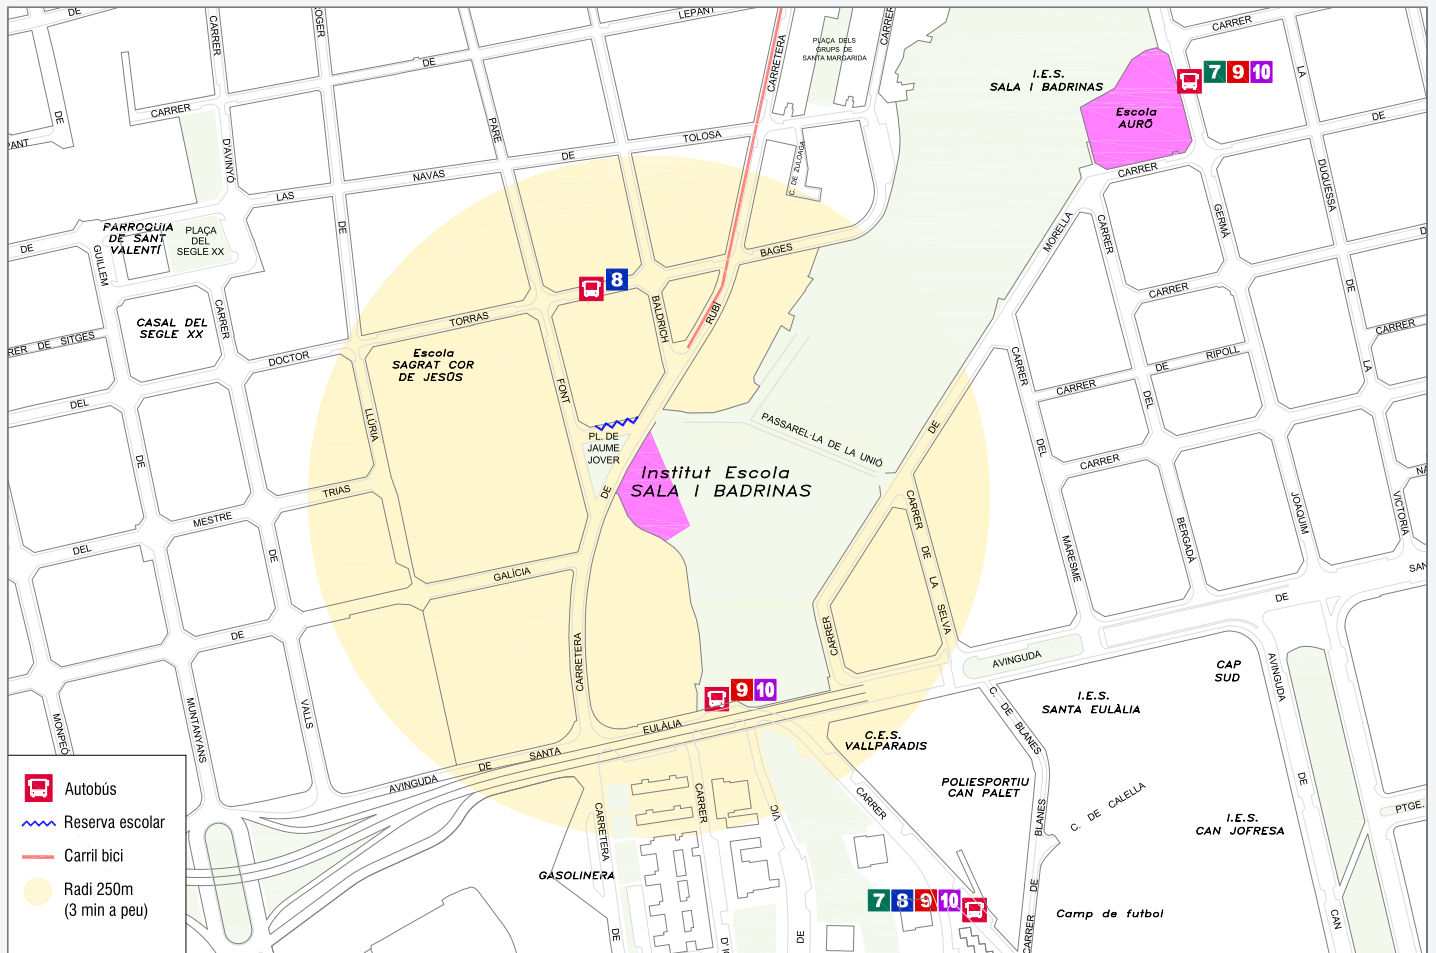 DE
CARRER
ROGER
LEPANT
CARRETERA
PLAÇA DELS
GRUPS DE
SANTA MARGARIDA
CARRER
I.E.S.
SALA I BADRINAS
CARRER
LA
7 9 10
Escola
AURÓ
DE
CARRER
DE
DE
PANT
D'AVINYÓ
PARE
TOLOSA
DE
NAVAS
LAS
C. DE ZULOAGA
CARRER
DUQUESSA
PARROQUIA
DE SANT
VALENTÍ
PLAÇA
DEL
SEGLE XX
DE
GUILLEM
DE
BAGES
MORELLA
CARRER
GERMÀ
DE
8
CARRER
DE
CASAL DEL
SEGLE XX
CARRER
TORRAS
BALDRICH
RUBÍ
CARRER
RER DE SITGES
DOCTOR
Escola
SAGRAT COR
DE JESÚS
CARRER
DE
RIPOLL
CARRER
LA
DEL
LLÚRIA
FONT
PL. DE
JAUME
JOVER
PASSAREL·LA DE LA UNIÓ
DE
DEL
DEL
CARRER
NA
DE
TRIAS
MESTRE
DE
Institut Escola
SALA I BADRINAS
CARRER
DE
LA
SELVA
MARESME
BERGADÀ
JOAQUIM
VICTORIA
DEL
DE
GALÍCIA
SAN
DE
DE
CARRETERA
CARRER
AVINGUDA
AVINGUDA
CAP
SUD
MONPEÓ
MUNTANYANS
VALLS
9 10
EULÀLIA
SANTA
DE
AVINGUDA
C. DE BLANES
I.E.S.
SANTA EULÀLIA
C.E.S.
VALLPARADIS
POLIESPORTIU
CAN PALET
CARRETERA
CARRER
VIC
CARRER
BLANES
C. DE CALELLA
I.E.S.
CAN JOFRESA
DE
PTGE.
GASOLINERA
7 8 9 10
Camp de futbol
DE
CARRER
DE
DE
CAN
Autobús
Reserva escolar
Carril bici
Radi 250m
(3 min a peu)